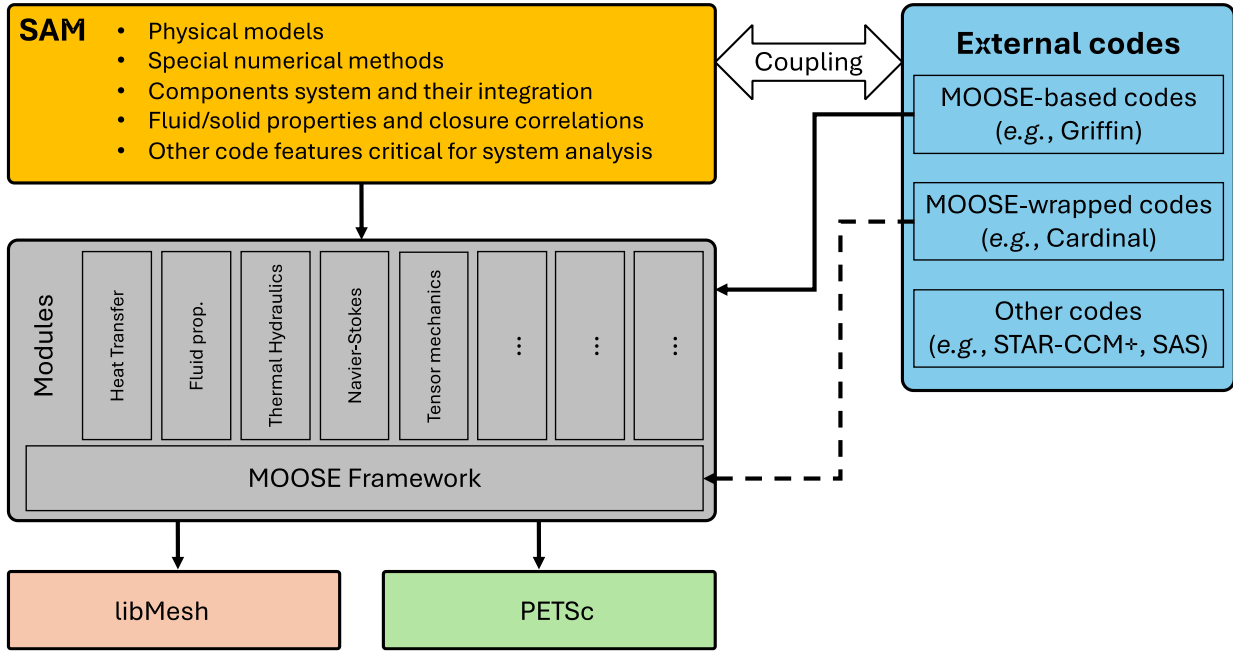 SAM
• Physical models
• Special numerical methods
• Components system and their integration
• Fluid/solid properties and closure correlations
• Other code features critical for system analysis
Coupling
External codes
MOOSE-based codes
(e.g., Griffin)
MOOSE-wrapped codes
(e.g., Cardinal)
Other codes
(e.g., STAR-CCM+, SAS)
Modules
Heat Transfer
Fluid prop.
Thermal Hydraulics
Navier-Stokes
Tensor mechanics
...
...
...
MOOSE Framework
libMesh
PETSc